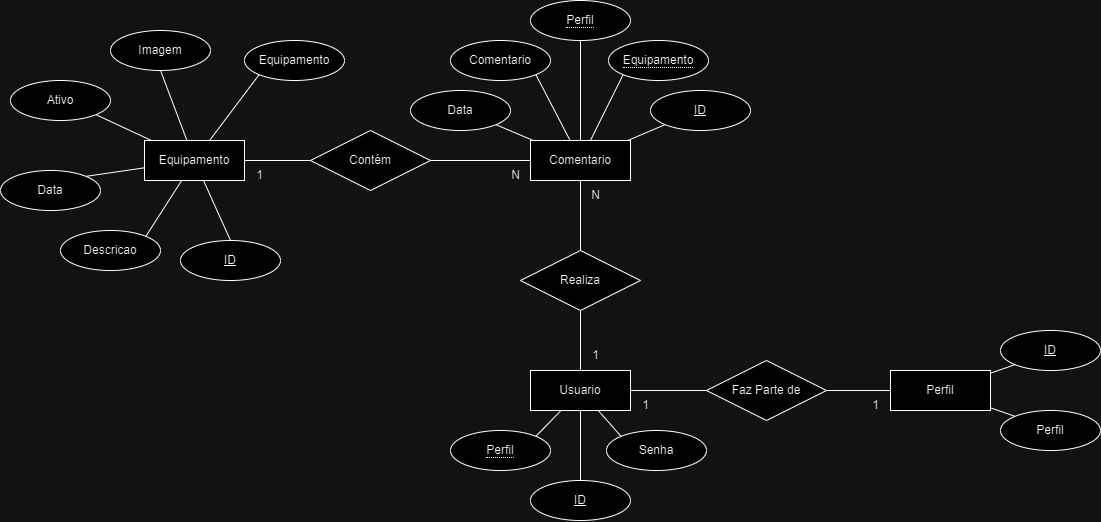 Perfil
Imagem
Equipamento
Comentario
Equipamento
Ativo
Data
ID
Equipamento
1
Contém
N
Comentario
Data
N
Descricao
ID
Realiza
1
ID
Usuario
1
Faz Parte de
1
Perfil
Perfil
Perfil
Senha
ID